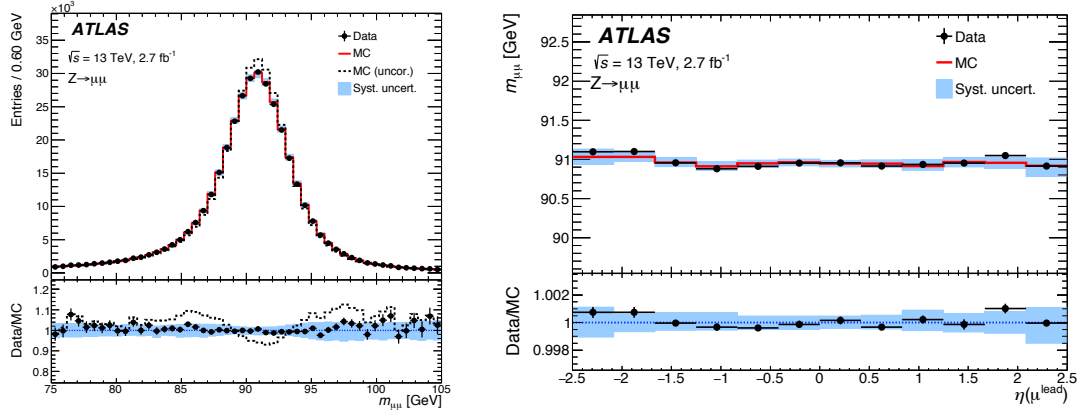 ×10³
ATLAS
√s = 13 TeV, 2.7 fb⁻¹
Z→μμ
Data
MC
MC (uncor.)
Syst. uncert.
Entries / 0.60 GeV
35
30
25
20
15
10
5
0
Data/MC
1.2
1.1
1
0.9
0.8
75 80 85 90 95 100 105
m_μμ [GeV]
ATLAS
√s = 13 TeV, 2.7 fb⁻¹
Z→μμ
Data
MC
Syst. uncert.
m_μμ [GeV]
92.5
92
91.5
91
90.5
90
Data/MC
1.002
1
0.998
−2.5 −2 −1.5 −1 −0.5 0 0.5 1 1.5 2 2.5
η(μ^lead)